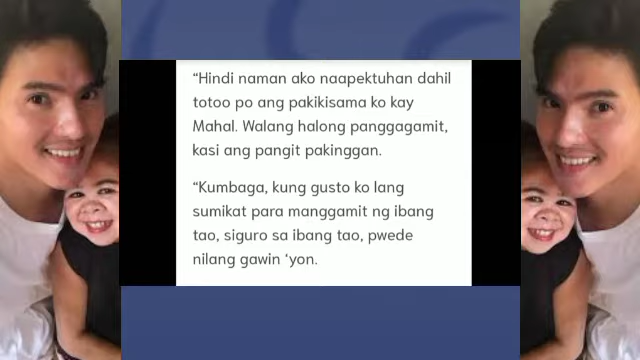 “Hindi naman ako naapektuhan dahil
totoo po ang pakikisama ko kay
Mahal. Walang halong panggagamit,
kasi ang pangit pakinggan.
“Kumbaga, kung gusto ko lang
sumikat para manggamit ng ibang
tao, siguro sa ibang tao, pwede
nilang gawin ‘yon.